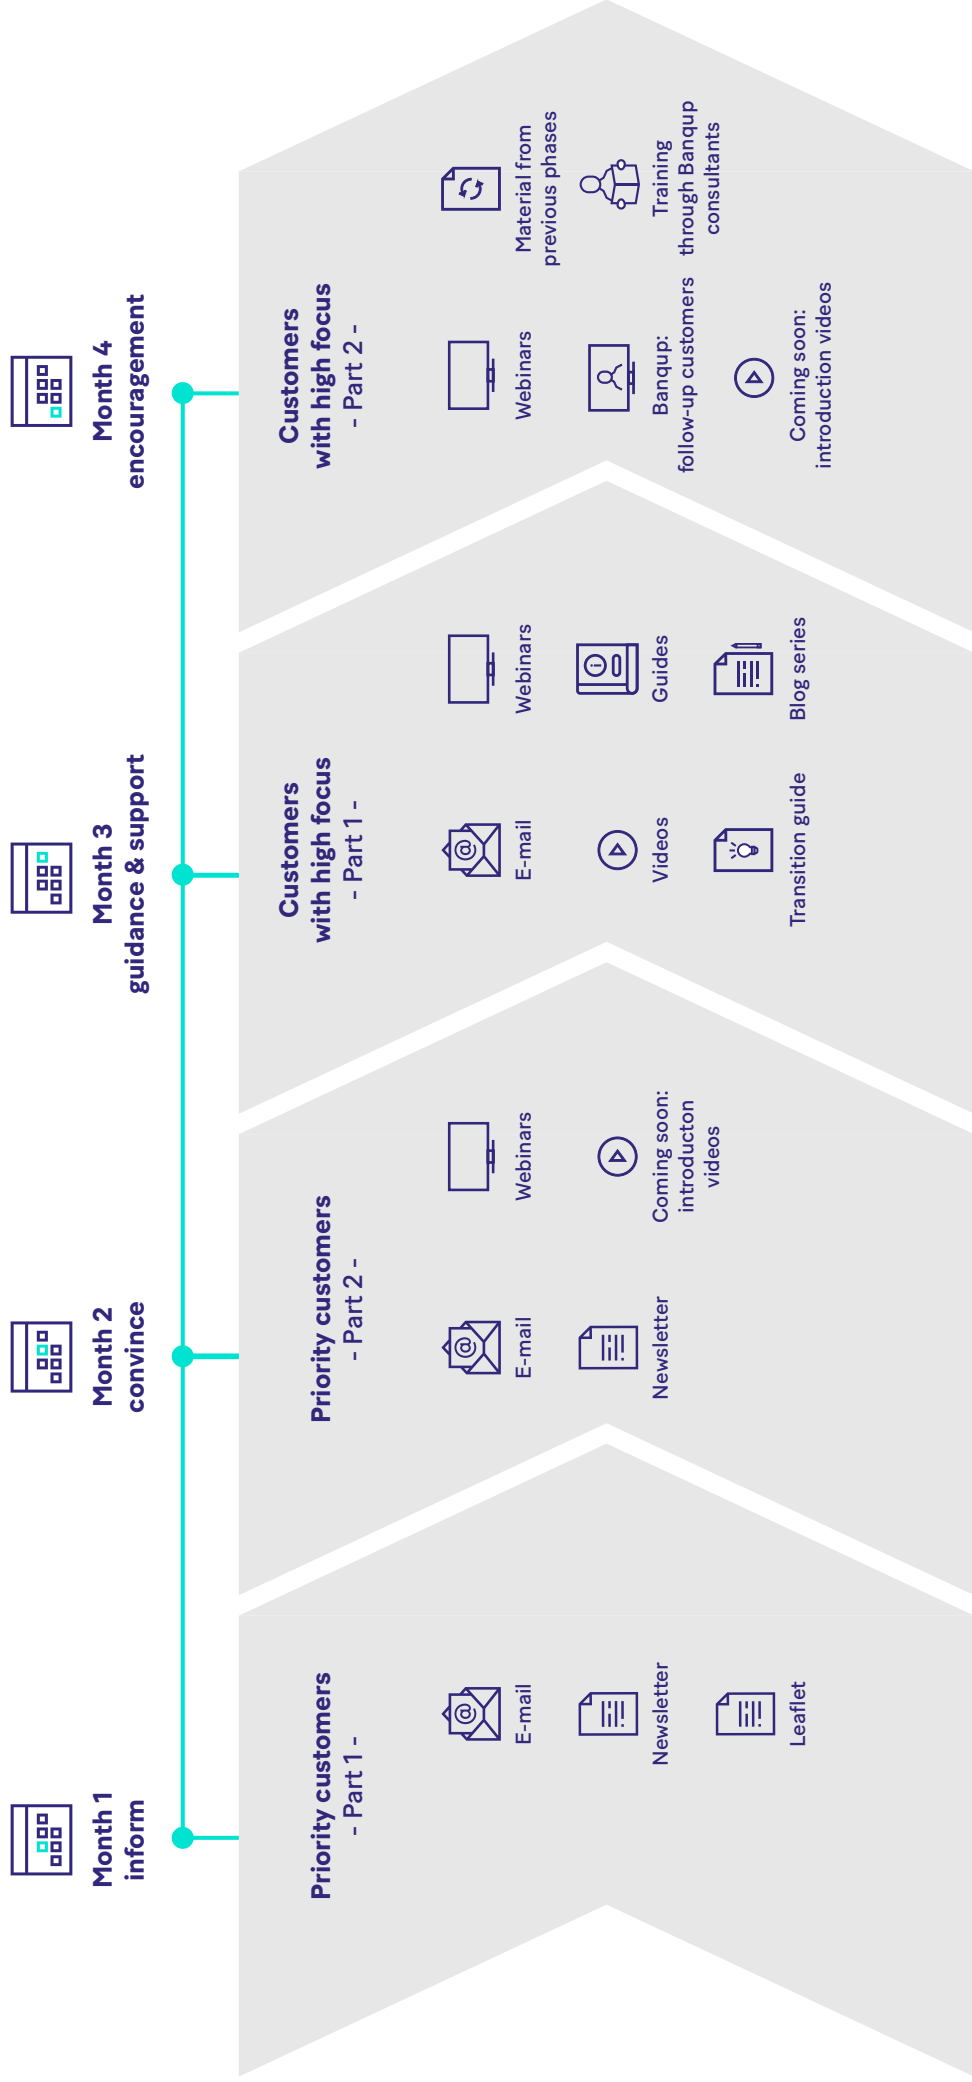 Month 1
inform
Priority customers
- Part 1 -
E-mail
Newsletter
Leaflet
Month 2
convince
Priority customers
- Part 2 -
E-mail
Webinars
Newsletter
Coming soon:
introducton
videos
Month 3
guidance & support
Customers
with high focus
- Part 1 -
E-mail
Webinars
Videos
Guides
Transition guide
Blog series
Month 4
encouragement
Customers
with high focus
- Part 2 -
Webinars
Material from
previous phases
Banqup:
follow-up customers
Training
through Banqup
consultants
Coming soon:
introduction videos